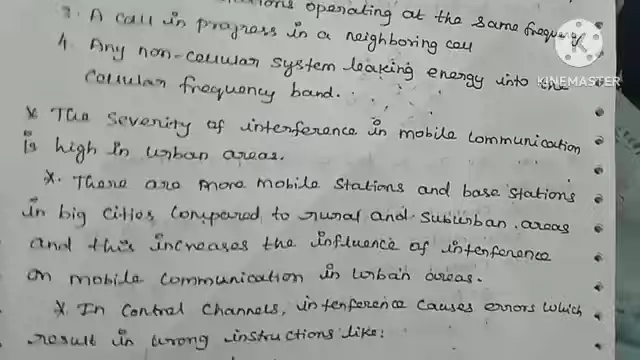 ions operating at the same frequency
3. A call in progress in a neighboring cell
4. Any non-cellular system leaking energy into the
cellular frequency band.
* The severity of interference in mobile communication
is high in urban areas.
*. There are more mobile stations and base stations
in big cities compared to rural and suburban areas
and this increases the influence of interference
on mobile communication in urban areas.
* In control channels, interference causes errors which
result in wrong instructions like:
KINEMASTER